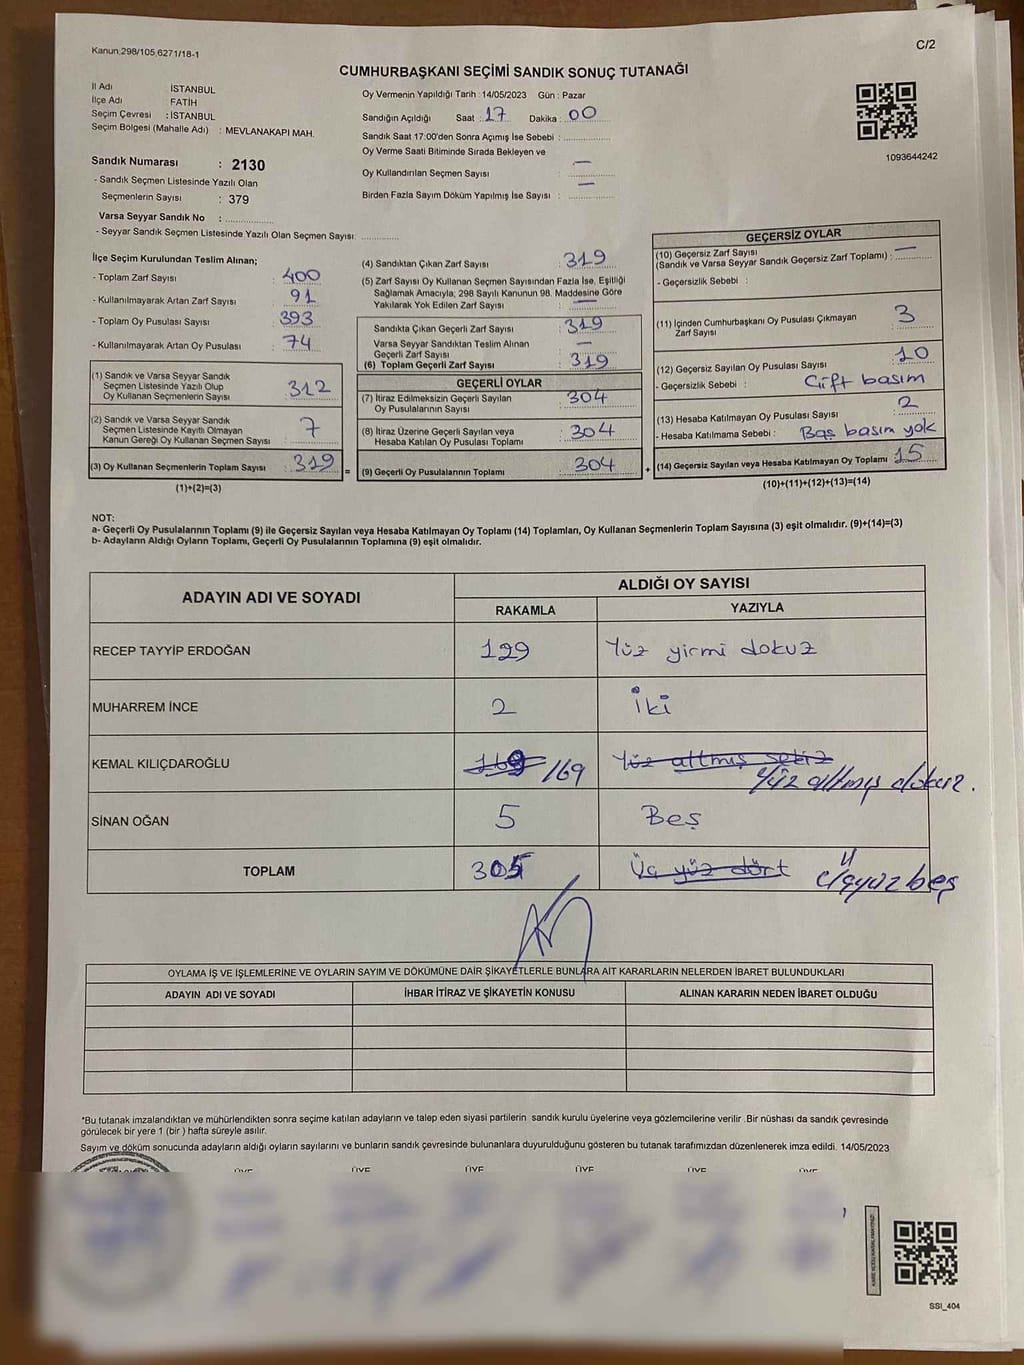 Kanun 298/105,6271/18-1
C/2
CUMHURBAŞKANI SEÇİMİ SANDIK SONUÇ TUTANAĞI
İl Adı İSTANBUL
İlçe Adı FATİH
Seçim Çevresi : İSTANBUL
Seçim Bölgesi (Mahalle Adı) : MEVLANAKAPI MAH.
Sandık Numarası : 2130
- Sandık Seçmen Listesinde Yazılı Olan
Seçmenlerin Sayısı : 379
Varsa Seyyar Sandık No :
- Seyyar Sandık Seçmen Listesinde Yazılı Olan Seçmen Sayısı:
Oy Vermenin Yapıldığı Tarih : 14/05/2023 Gün : Pazar
Sandığın Açıldığı Saat : 17 Dakika : 00
Sandık Saat 17:00'den Sonra Açımış İse Sebebi :
Oy Verme Saati Bitiminde Sırada Bekleyen ve
Oy Kullandırılan Seçmen Sayısı : —
Birden Fazla Sayım Döküm Yapılmış İse Sayısı : —
1093644242
İlçe Seçim Kurulundan Teslim Alınan;
- Toplam Zarf Sayısı : 400
- Kullanılmayarak Artan Zarf Sayısı : 91
- Toplam Oy Pusulası Sayısı : 393
- Kullanılmayarak Artan Oy Pusulası : 74
(1) Sandık ve Varsa Seyyar Sandık
Seçmen Listesinde Yazılı Olup
Oy Kullanan Seçmenlerin Sayısı : 312
(2) Sandık ve Varsa Seyyar Sandık
Seçmen Listesinde Kayıtlı Olmayan
Kanun Gereği Oy Kullanan Seçmen Sayısı : 7
(3) Oy Kullanan Seçmenlerin Toplam Sayısı : 319 =
(1)+(2)=(3)
(4) Sandıktan Çıkan Zarf Sayısı : 319
(5) Zarf Sayısı Oy Kullanan Seçmen Sayısından Fazla İse, Eşitliği
Sağlamak Amacıyla; 298 Sayılı Kanunun 98. Maddesine Göre
Yakılarak Yok Edilen Zarf Sayısı : —
Sandıkta Çıkan Geçerli Zarf Sayısı : 319
Varsa Seyyar Sandıktan Teslim Alınan
Geçerli Zarf Sayısı : —
(6) Toplam Geçerli Zarf Sayısı : 319
GEÇERLİ OYLAR
(7) İtiraz Edilmeksizin Geçerli Sayılan
Oy Pusulalarının Sayısı : 304
(8) İtiraz Üzerine Geçerli Sayılan veya
Hesaba Katılan Oy Pusulası Toplamı : 304
(9) Geçerli Oy Pusulalarının Toplamı : 304 +
GEÇERSİZ OYLAR
(10) Geçersiz Zarf Sayısı
(Sandık ve Varsa Seyyar Sandık Geçersiz Zarf Toplamı) : —
- Geçersizlik Sebebi :
(11) İçinden Cumhurbaşkanı Oy Pusulası Çıkmayan
Zarf Sayısı : 3
(12) Geçersiz Sayılan Oy Pusulası Sayısı : 10
- Geçersizlik Sebebi : Çift basım
(13) Hesaba Katılmayan Oy Pusulası Sayısı : 2
- Hesaba Katılmama Sebebi : Baş basım yok
(14) Geçersiz Sayılan veya Hesaba Katılmayan Oy Toplamı : 15
(10)+(11)+(12)+(13)=(14)
NOT:
a- Geçerli Oy Pusulalarının Toplamı (9) ile Geçersiz Sayılan veya Hesaba Katılmayan Oy Toplamı (14) Toplamları, Oy Kullanan Seçmenlerin Toplam Sayısına (3) eşit olmalıdır. (9)+(14)=(3)
b- Adayların Aldığı Oyların Toplamı, Geçerli Oy Pusulalarının Toplamına (9) eşit olmalıdır.
ADAYIN ADI VE SOYADI ALDIĞI OY SAYISI
RAKAMLA YAZIYLA
RECEP TAYYİP ERDOĞAN 129 Yüz yirmi dokuz
MUHARREM İNCE 2 İki
KEMAL KILIÇDAROĞLU 169 /169 Yüz altmış sekiz
Yüz altmış dokuz.
SİNAN OĞAN 5 Beş
TOPLAM 305 Üç yüz dört Üçyüz beş
OYLAMA İŞ VE İŞLEMLERİNE VE OYLARIN SAYIM VE DÖKÜMÜNE DAİR ŞİKAYETLERLE BUNLARA AİT KARARLARIN NELERDEN İBARET BULUNDUKLARI
ADAYIN ADI VE SOYADI İHBAR İTİRAZ VE ŞİKAYETİN KONUSU ALINAN KARARIN NEDEN İBARET OLDUĞU
*Bu tutanak imzalandıktan ve mühürlendikten sonra seçime katılan adayların ve talep eden siyasi partilerin sandık kurulu üyelerine veya gözlemcilerine verilir .Bir nüshası da sandık çevresinde
görülecek bir yere 1 (bir ) hafta süreyle asılır.
Sayım ve döküm sonucunda adayların aldığı oyların sayılarını ve bunların sandık çevresinde bulunanlara duyurulduğunu gösteren bu tutanak tarafımızdan düzenlenerek imza edildi. 14/05/2023
ÜYE ÜYE ÜYE ÜYE ÜYE ÜYE
SSI_404